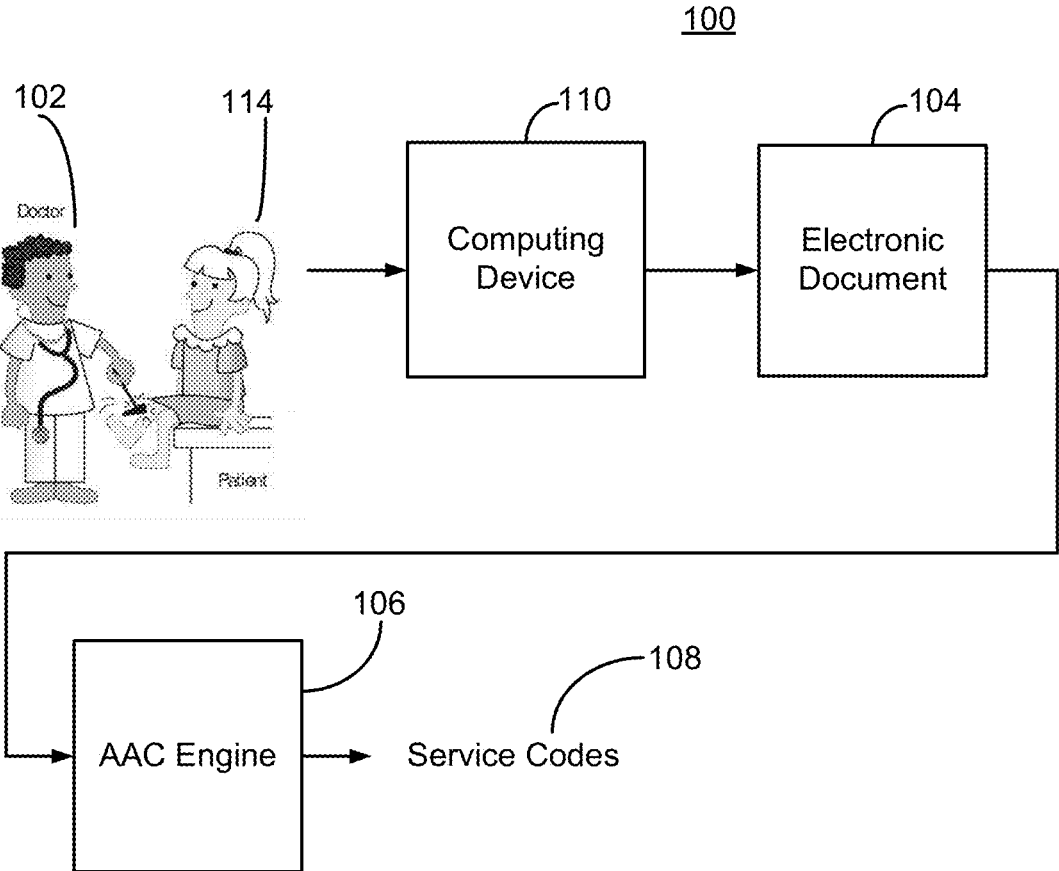 100
102
114
110
104
Doctor
Computing
Device
Electronic
Document
Patient
106
108
AAC Engine
Service Codes